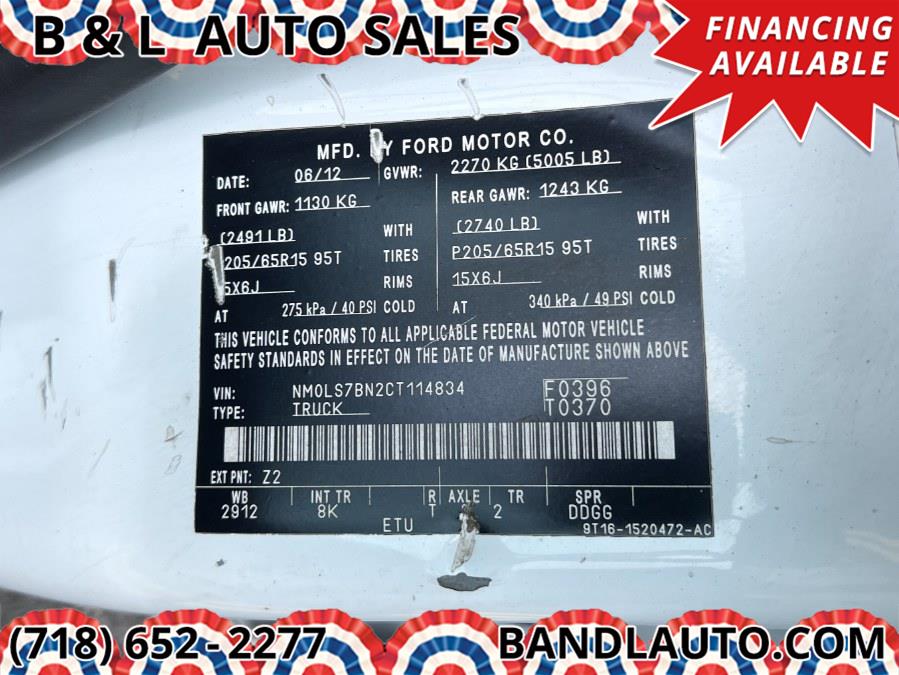 B & L AUTO SALES
FINANCING
AVAILABLE
MFD. BY FORD MOTOR CO.
DATE: 06/12 GVWR: 2270 KG (5005 LB)
FRONT GAWR: 1130 KG REAR GAWR: 1243 KG
(2491 LB) WITH (2740 LB) WITH
P205/65R15 95T TIRES P205/65R15 95T TIRES
15X6J RIMS 15X6J RIMS
AT 275 kPa / 40 PSI COLD AT 340 kPa / 49 PSI COLD
THIS VEHICLE CONFORMS TO ALL APPLICABLE FEDERAL MOTOR VEHICLE
SAFETY STANDARDS IN EFFECT ON THE DATE OF MANUFACTURE SHOWN ABOVE
VIN: NM0LS7BN2CT114834 F0396
TYPE: TRUCK T0370
EXT PNT: Z2
WB INT TR R AXLE TR SPR
2912 8K T 2 DDGG
ETU 9T16-1520472-AC
(718) 652-2277 BANDLAUTO.COM